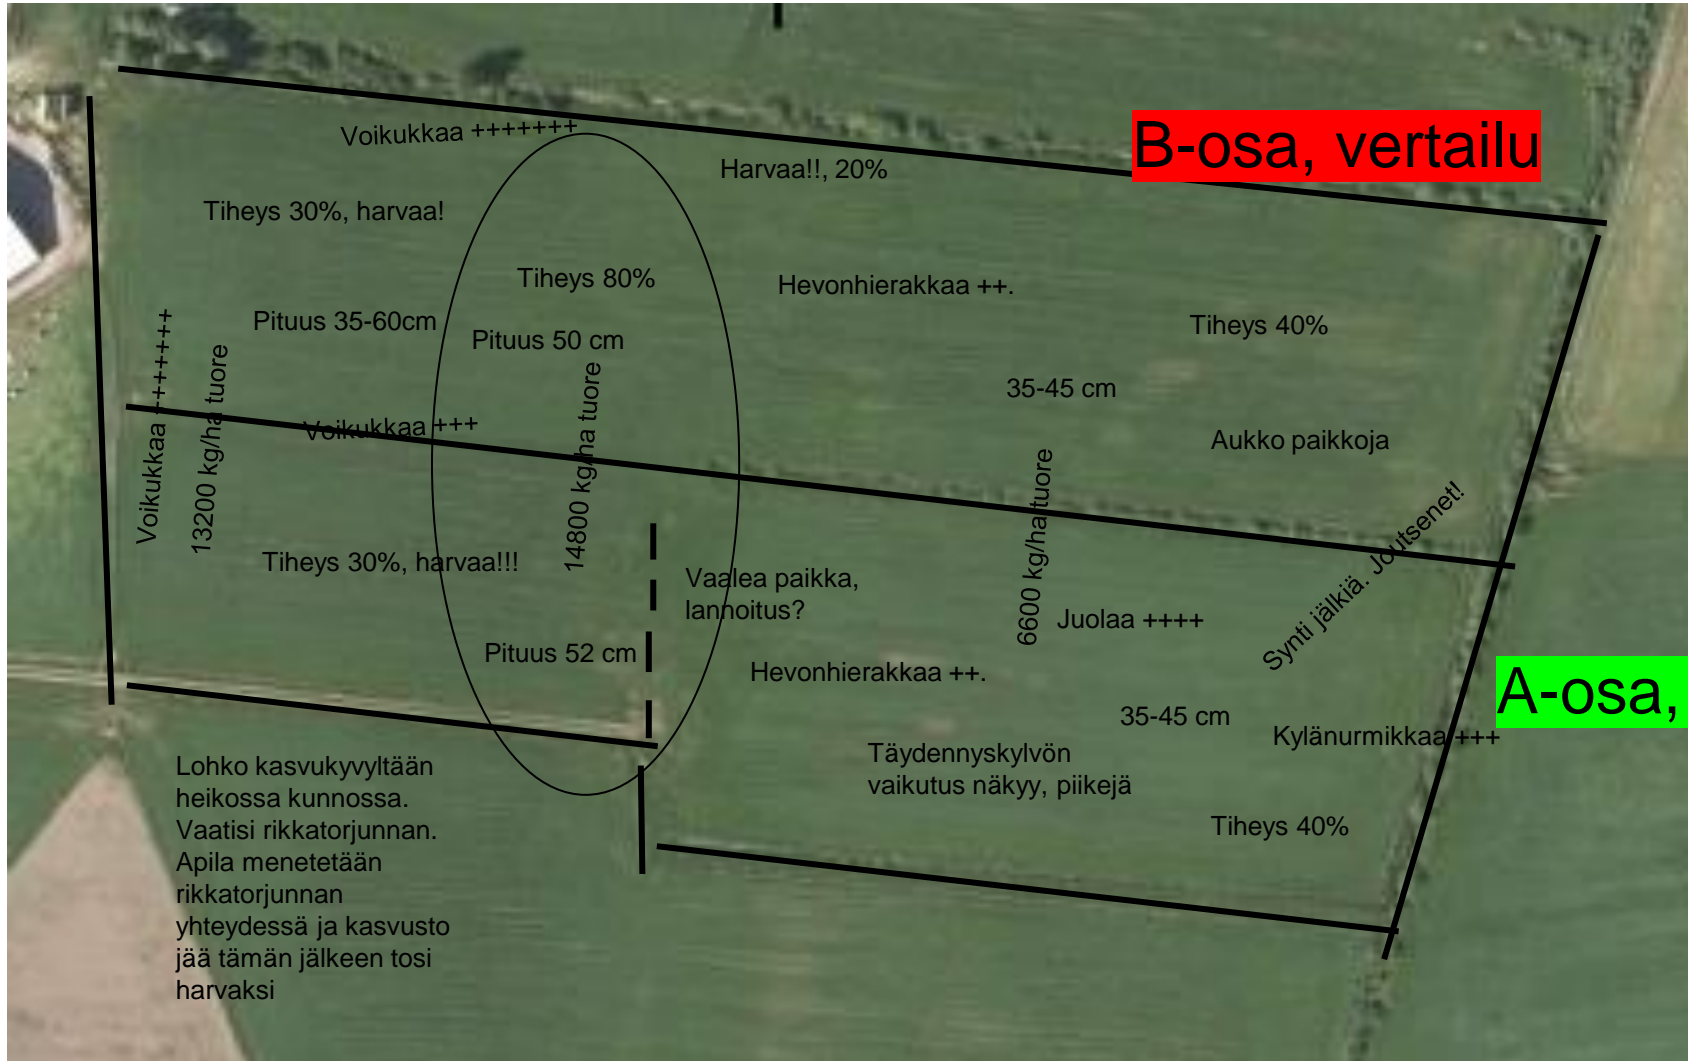 B-osa, vertailu
Voikukkaa +++++++
Harvaa!!, 20%
Tiheys 30%, harvaa!
Tiheys 80%
Hevonhierakkaa ++.
Pituus 35-60cm
Pituus 50 cm
Tiheys 40%
35-45 cm
Voikukkaa +++++++
13200 kg/ha tuore
Voikukkaa +++
14800 kg/ha tuore
Aukko paikkoja
6600 kg/ha tuore
Synti jälkiä. Joutsenet!
Tiheys 30%, harvaa!!!
Vaalea paikka,
lannoitus?
Juolaa ++++
Pituus 52 cm
Hevonhierakkaa ++.
A-osa,
35-45 cm
Kylänurmikkaa +++
Täydennyskylvön
vaikutus näkyy, piikejä
Tiheys 40%
Lohko kasvukyvyltään
heikossa kunnossa.
Vaatisi rikkatorjunnan.
Apila menetetään
rikkatorjunnan
yhteydessä ja kasvusto
jää tämän jälkeen tosi
harvaksi